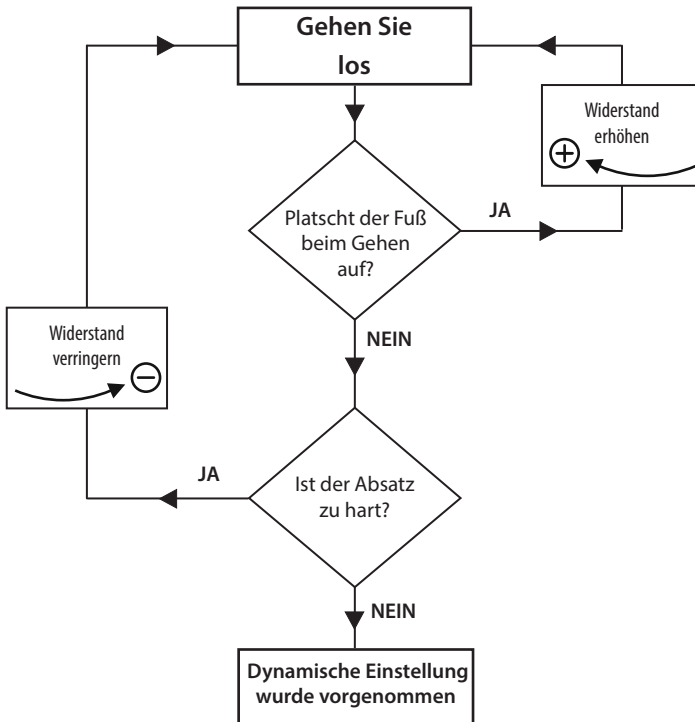 Gehen Sie
los
Widerstand
erhöhen
+
Platscht der Fuß
beim Gehen
auf?
JA
NEIN
Widerstand
verringern
−
JA
Ist der Absatz
zu hart?
NEIN
Dynamische Einstellung
wurde vorgenommen